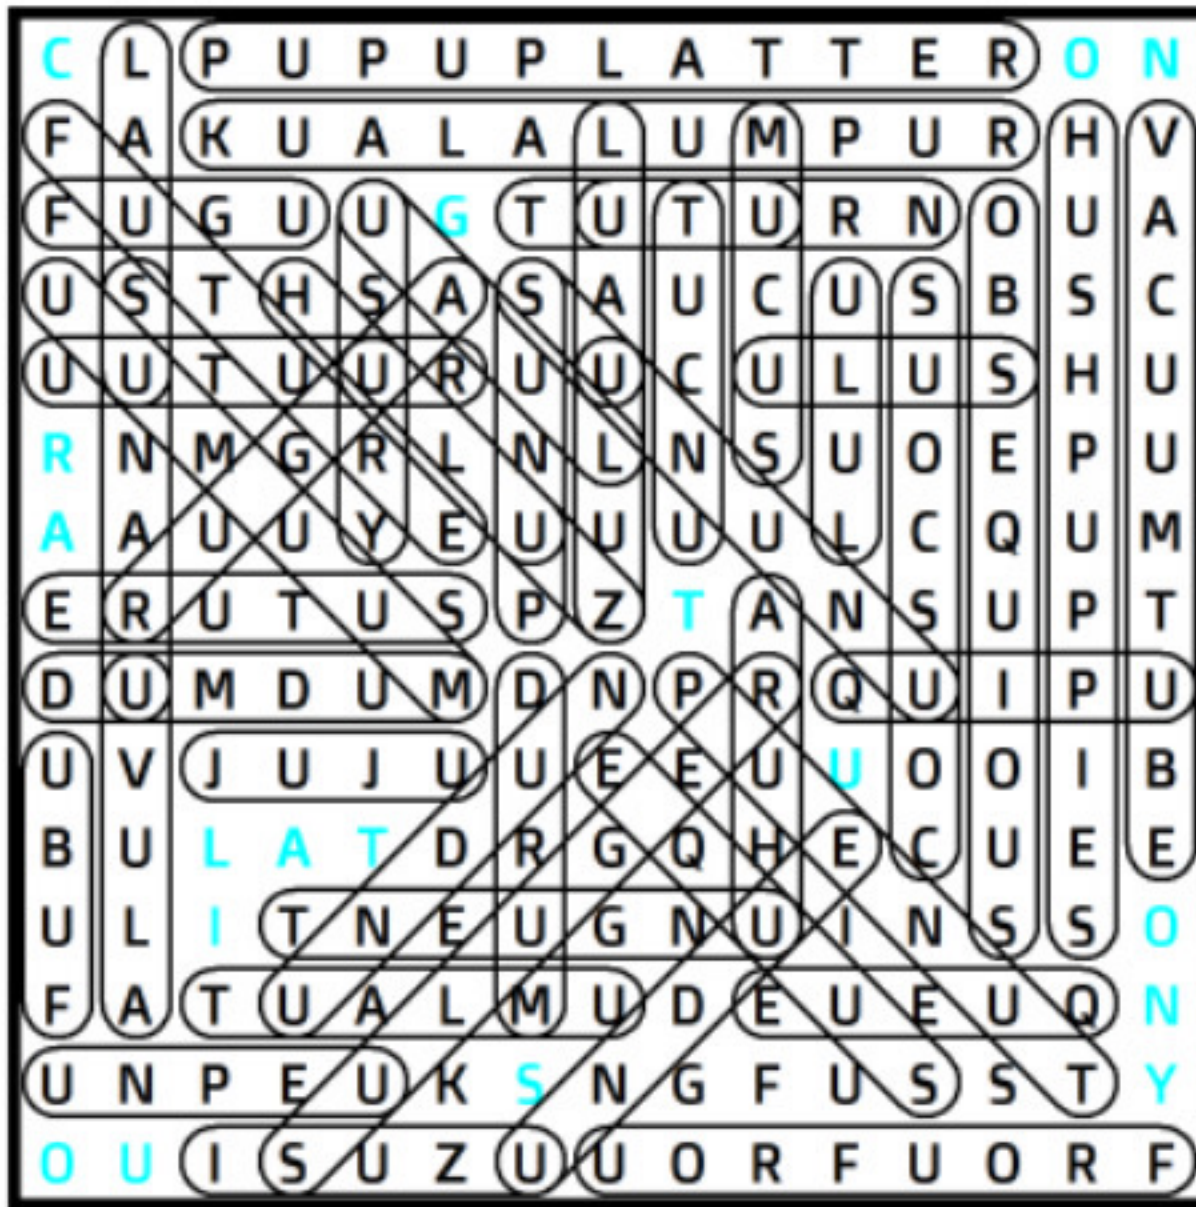 C L P U P U P L A T T E R O N
F A K U A L A L U M P U R H V
F U G U U G T U T U R N O U A
U S T H S A S A U C U S B S C
U U T U U R U U C U L U S H U
R N M G R L N L N S U O E P U
A A U U Y E U U U U L C Q U M
E R U T U S P Z T A N S U P T
D U M D U M D N P R Q U I P U
U V J U J U U E E U U O O I B
B U L A T D R G Q H E C U E E
U L I T N E U G N U I N S S O
F A T U A L M U D E U E U Q N
U N P E U K S N G F U S S T Y
O U I S U Z U U O R F U O R F